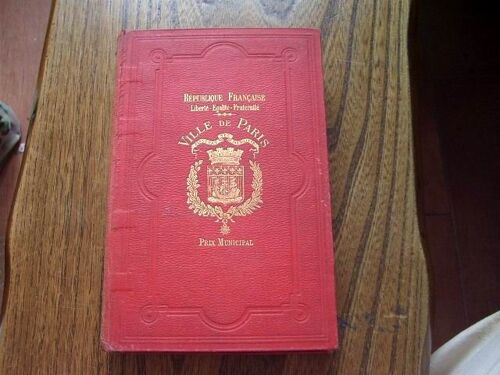 RÉPUBLIQUE FRANÇAISE
Liberté-Egalité-Fraternité
VILLE DE PARIS
PRIX MUNICIPAL